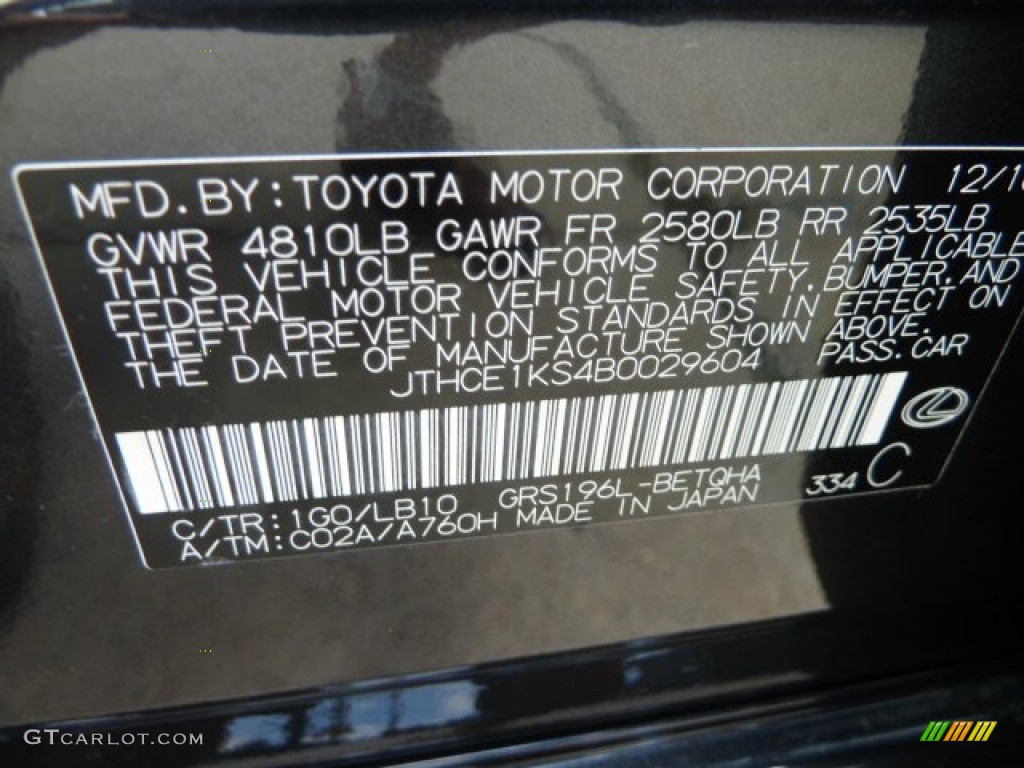 MFD. BY: TOYOTA MOTOR CORPORATION 12/1
GVWR 4810LB GAWR FR 2580LB RR 2535LB
THIS VEHICLE CONFORMS TO ALL APPLICABLE
FEDERAL MOTOR VEHICLE SAFETY, BUMPER, AND
THEFT PREVENTION STANDARDS IN EFFECT ON
THE DATE OF MANUFACTURE SHOWN ABOVE.
JTHCE1KS4B0029604 PASS. CAR
C/TR: 1G0/LB10 GRS196L-BETQHA 334 C
A/TM: C02A/A760H MADE IN JAPAN
GTCARLOT.COM